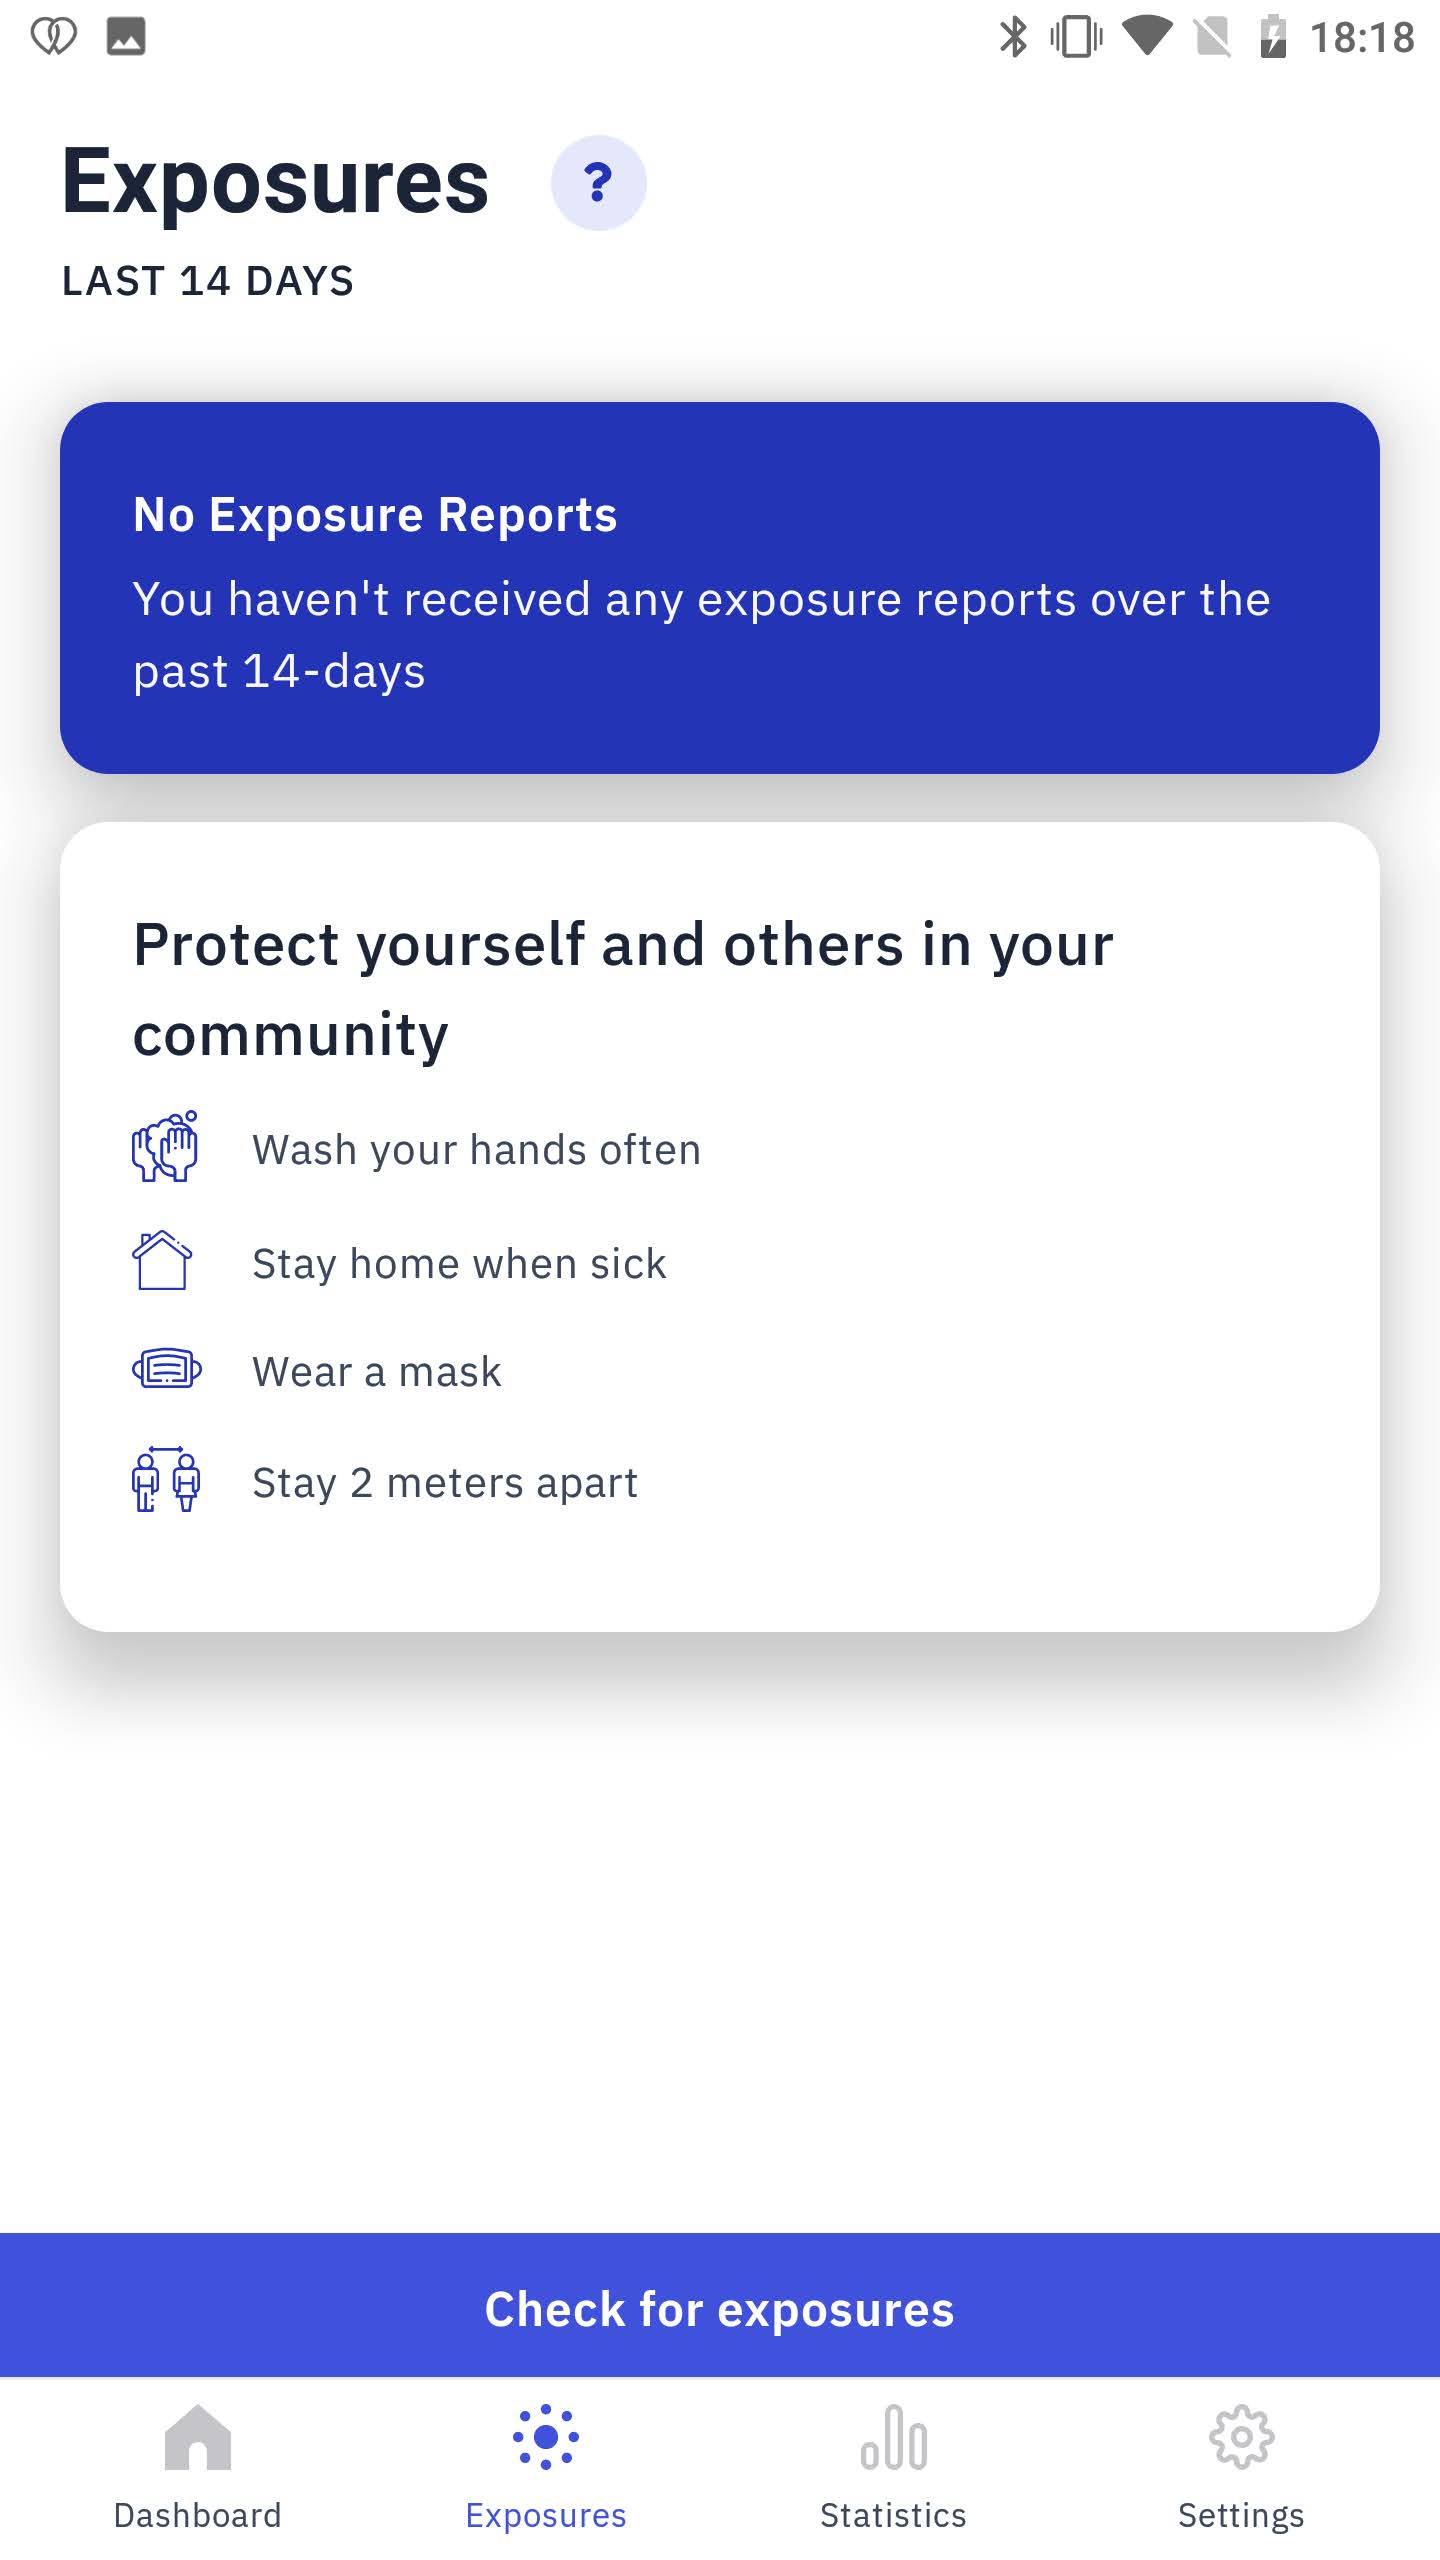 18:18
Exposures
?
LAST 14 DAYS
No Exposure Reports
You haven't received any exposure reports over the
past 14-days
Protect yourself and others in your
community
Wash your hands often
Stay home when sick
Wear a mask
Stay 2 meters apart
Check for exposures
Dashboard
Exposures
Statistics
Settings